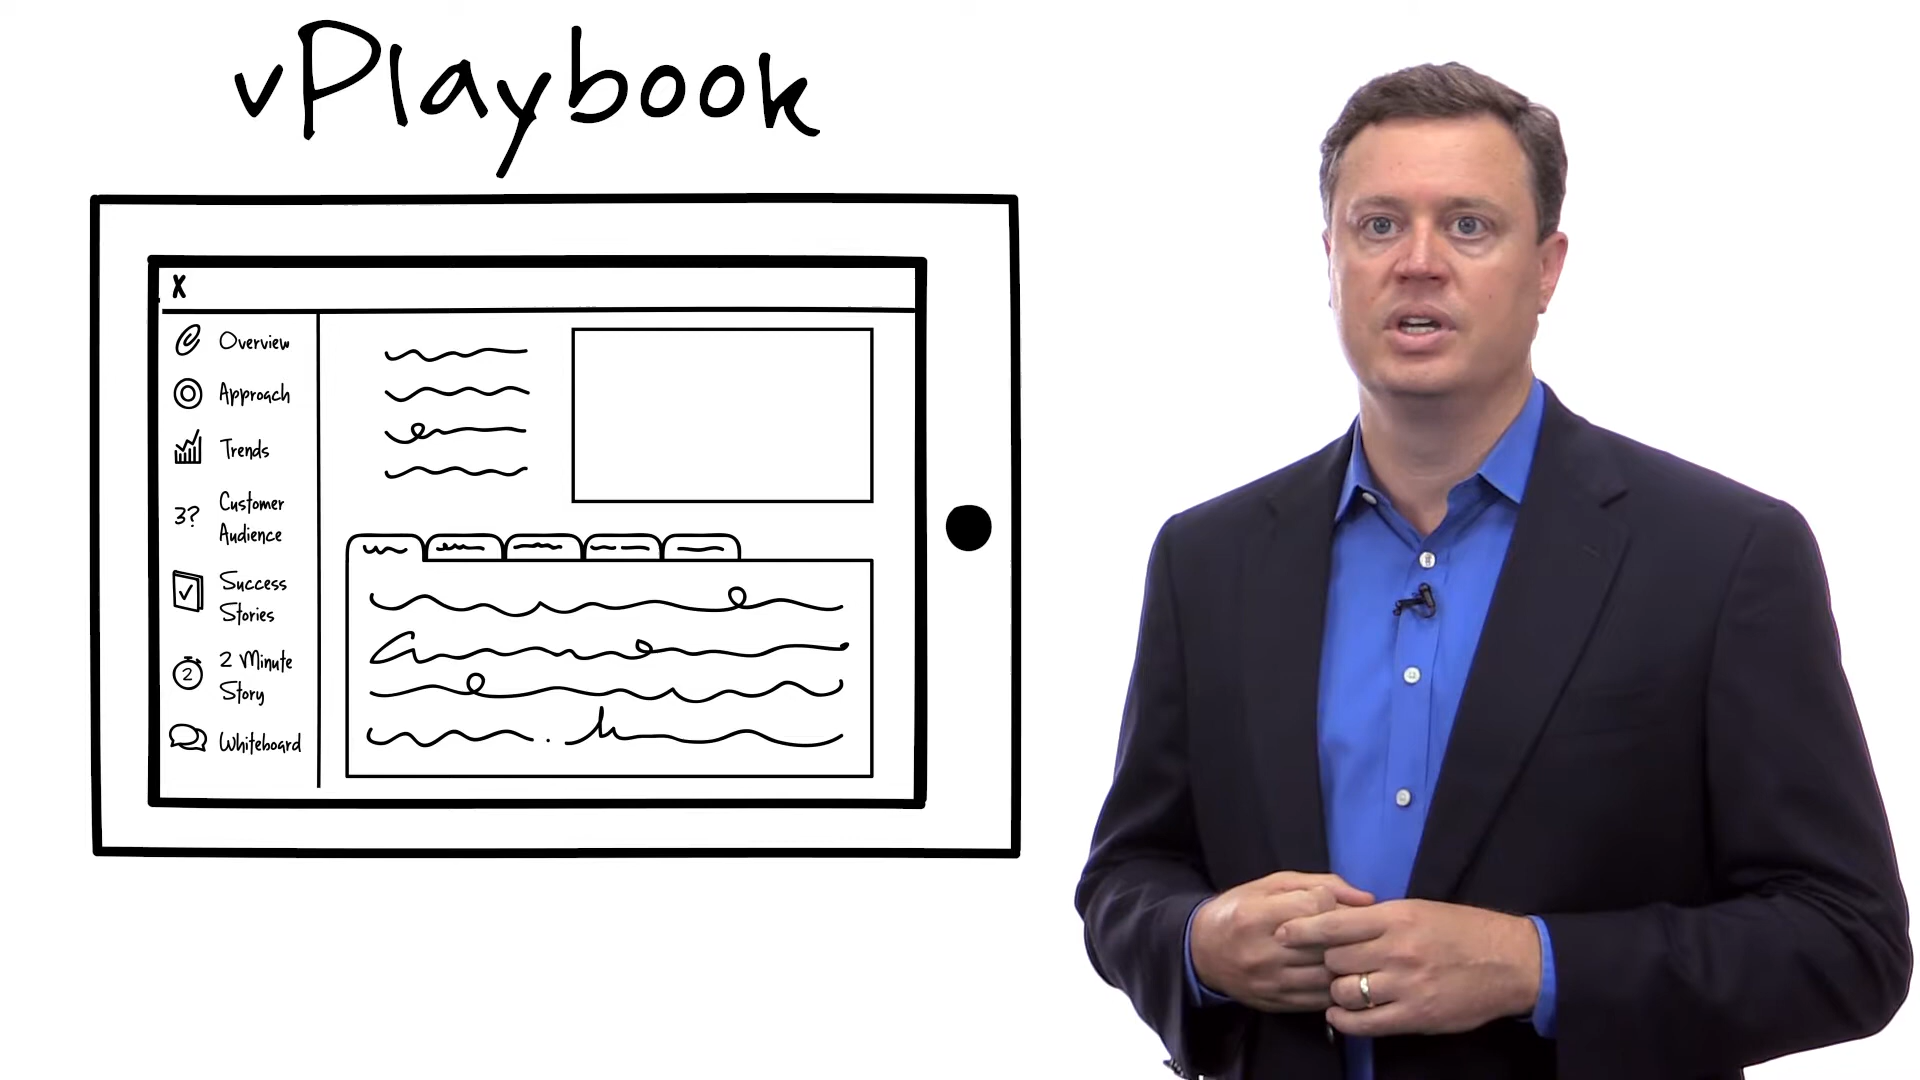 vPlaybook
X
Overview
Approach
Trends
3?
Customer
Audience
Success
Stories
2
2 Minute
Story
Whiteboard